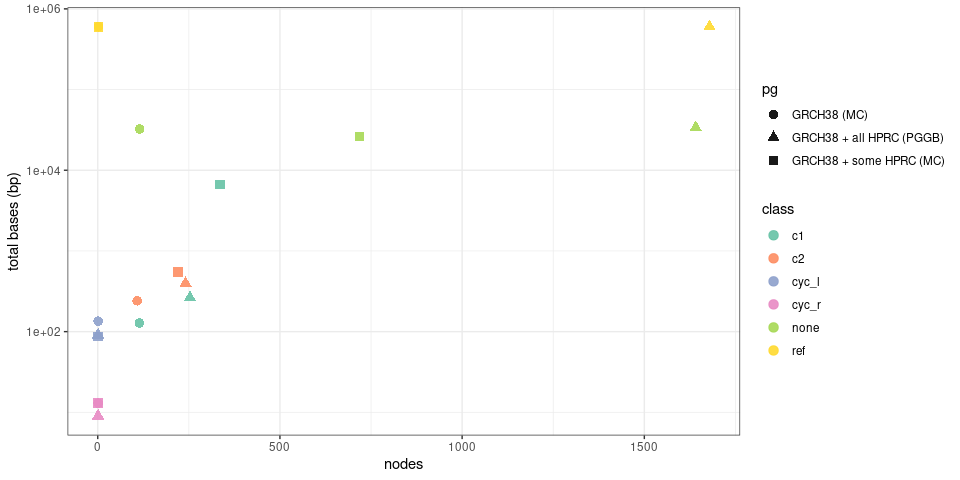 1e+06
1e+04
1e+02
total bases (bp)
0
500
1000
1500
nodes
pg
GRCH38 (MC)
GRCH38 + all HPRC (PGGB)
GRCH38 + some HPRC (MC)
class
c1
c2
cyc_l
cyc_r
none
ref